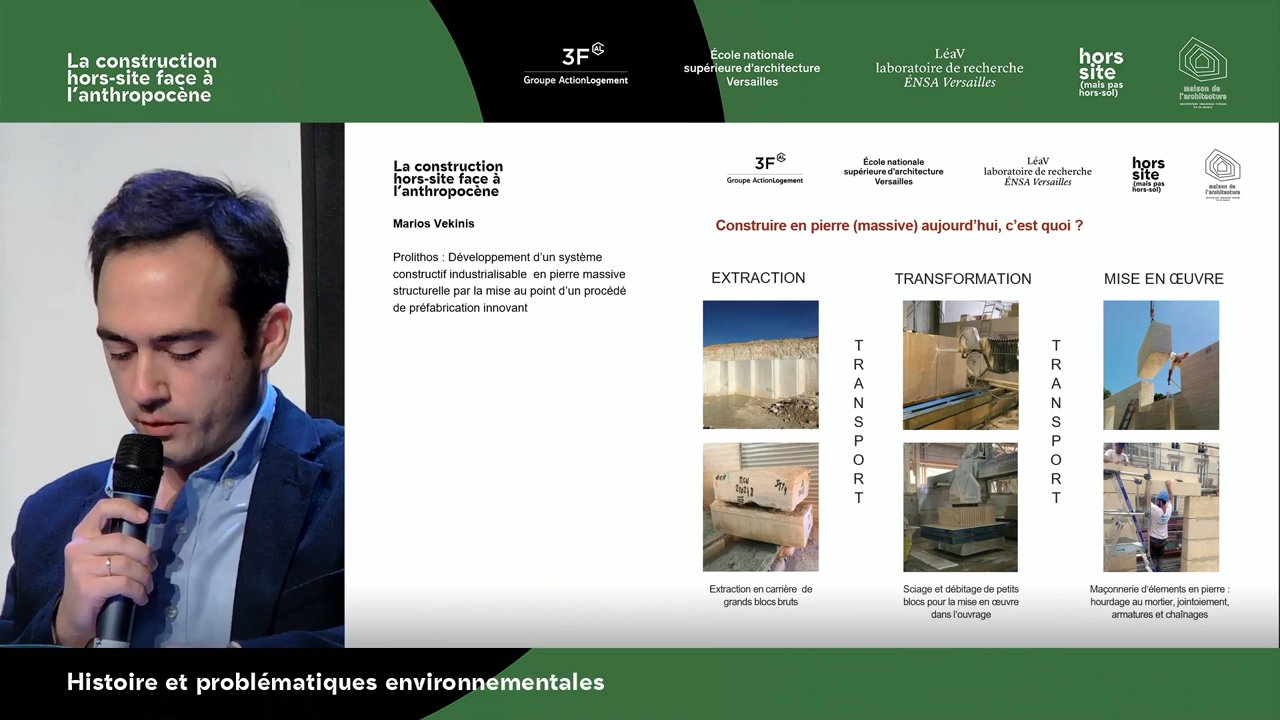 La construction
hors-site face à
l'anthropocène
3F AL
Groupe ActionLogement
École nationale
supérieure d'architecture
Versailles
LéaV
laboratoire de recherche
ÉNSA Versailles
hors
site
(mais pas
hors-sol)
maison de
l'architecture
La construction
hors-site face à
l'anthropocène
3F AL
Groupe ActionLogement
École nationale
supérieure d'architecture
Versailles
LéaV
laboratoire de recherche
ÉNSA Versailles
hors
site
(mais pas
hors-sol)
maison de
l'architecture
Marios Vekinis
Prolithos : Développement d'un système
constructif industrialisable en pierre massive
structurelle par la mise au point d'un procédé
de préfabrication innovant
Construire en pierre (massive) aujourd'hui, c'est quoi ?
EXTRACTION
TRANSFORMATION
MISE EN ŒUVRE
TRANSPORT
TRANSPORT
Extraction en carrière de
grands blocs bruts
Sciage et débitage de petits
blocs pour la mise en œuvre
dans l'ouvrage
Maçonnerie d'élements en pierre :
hourdage au mortier, jointoiement,
armatures et chaînages
Histoire et problématiques environnementales